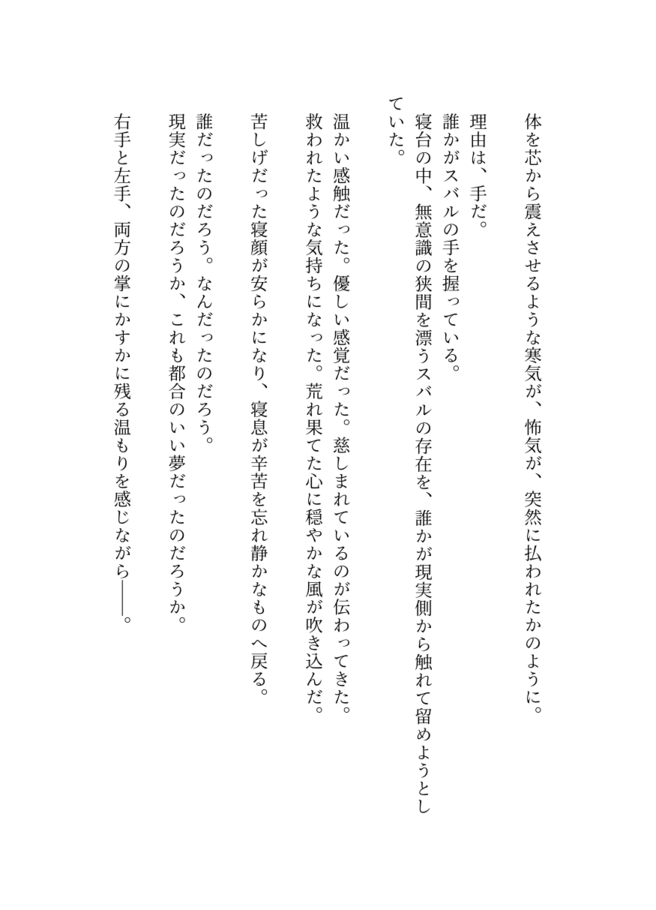 体を芯から震えさせるような寒気が、怖気が、突然に払われたかのように。
理由は、手だ。
誰かがスバルの手を握っている。
寝台の中、無意識の狭間を漂うスバルの存在を、誰かが現実側から触れて留めようとし
ていた。
温かい感触だった。優しい感覚だった。慈しまれているのが伝わってきた。
救われたような気持ちになった。荒れ果てた心に穏やかな風が吹き込んだ。
苦しげだった寝顔が安らかになり、寝息が辛苦を忘れ静かなものへ戻る。
誰だったのだろう。なんだったのだろう。
現実だったのだろうか、これも都合のいい夢だったのだろうか。
右手と左手、両方の掌にかすかに残る温もりを感じながら――。